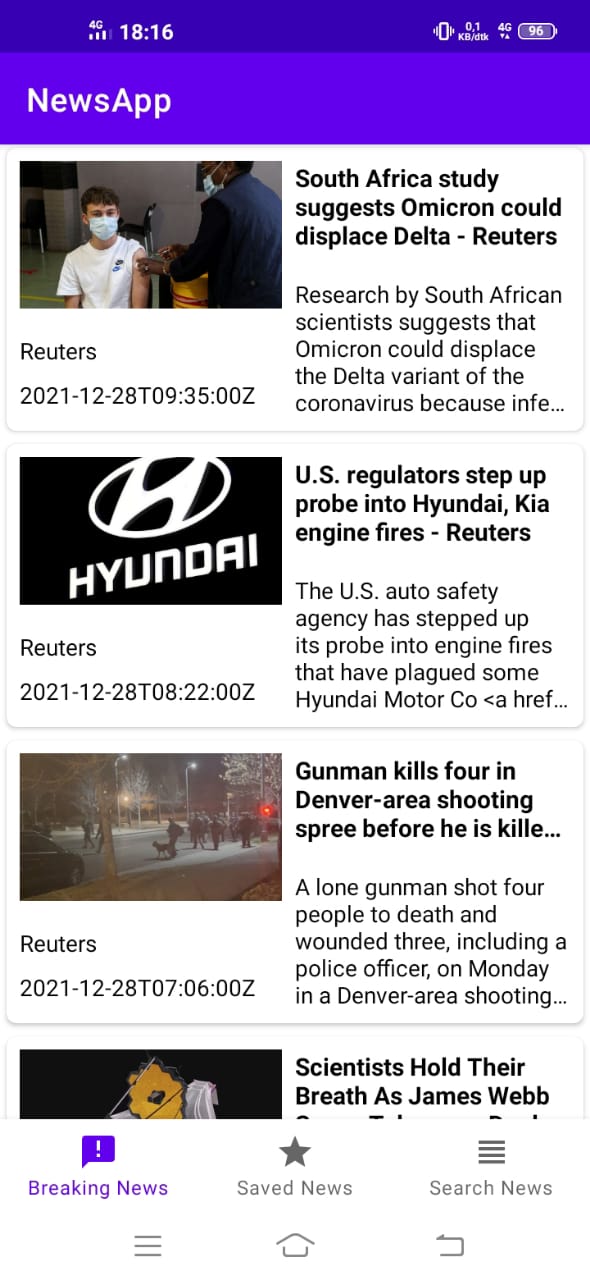 4G 18:16 0,1 KB/dtk 4G 96
NewsApp
South Africa study
suggests Omicron could
displace Delta - Reuters
Research by South African
scientists suggests that
Omicron could displace
the Delta variant of the
coronavirus because infe...
Reuters
2021-12-28T09:35:00Z
HYUNDAI
U.S. regulators step up
probe into Hyundai, Kia
engine fires - Reuters
The U.S. auto safety
agency has stepped up
its probe into engine fires
that have plagued some
Hyundai Motor Co <a href...
Reuters
2021-12-28T08:22:00Z
Gunman kills four in
Denver-area shooting
spree before he is kille...
A lone gunman shot four
people to death and
wounded three, including a
police officer, on Monday
in a Denver-area shooting...
Reuters
2021-12-28T07:06:00Z
Scientists Hold Their
Breath As James Webb
Breaking News
Saved News
Search News